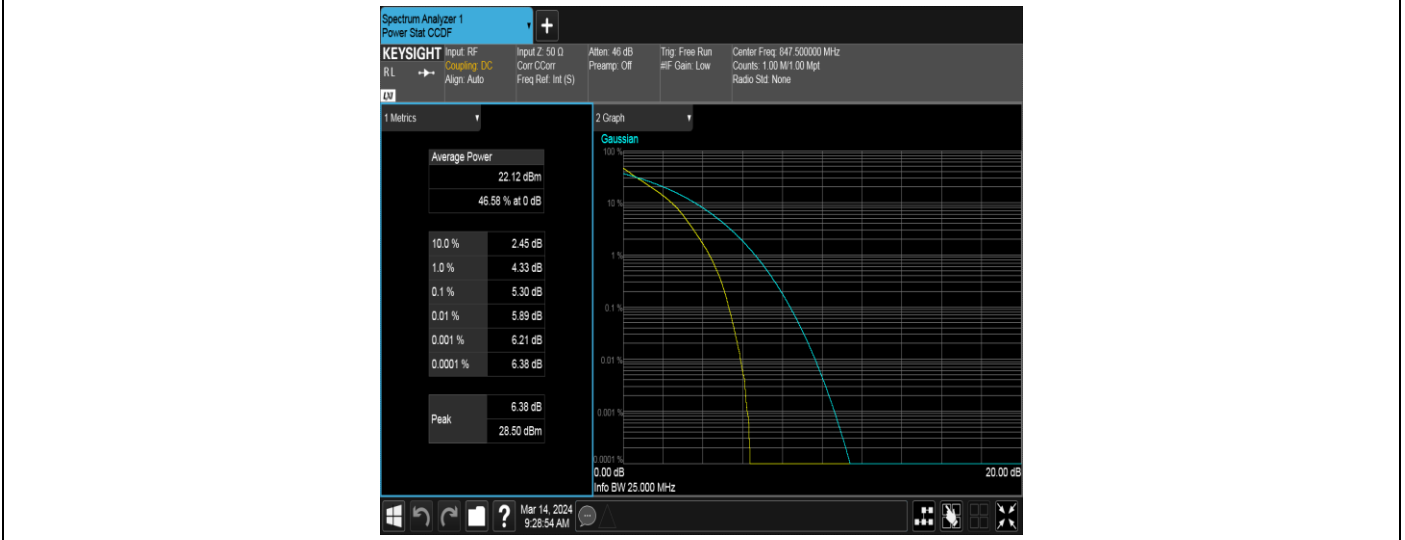 Spectrum Analyzer 1
Power Stat CCDF
+
KEYSIGHT Input: RF Input Z: 50 Ω Atten: 46 dB Trig: Free Run Center Freq: 847.500000 MHz
RL Coupling: DC Corr CCorr Preamp: Off #IF Gain: Low Counts: 1.00 M/1.00 Mpt
Align: Auto Freq Ref: Int (S) Radio Std: None
LXI
1 Metrics
Average Power
22.12 dBm
46.58 % at 0 dB
10.0 % 2.45 dB
1.0 % 4.33 dB
0.1 % 5.30 dB
0.01 % 5.89 dB
0.001 % 6.21 dB
0.0001 % 6.38 dB
Peak 6.38 dB
28.50 dBm
2 Graph
Gaussian
100 %
10 %
1 %
0.1 %
0.01 %
0.001 %
0.0001 %
0.00 dB 20.00 dB
Info BW 25.000 MHz
? Mar 14, 2024
9:28:54 AM